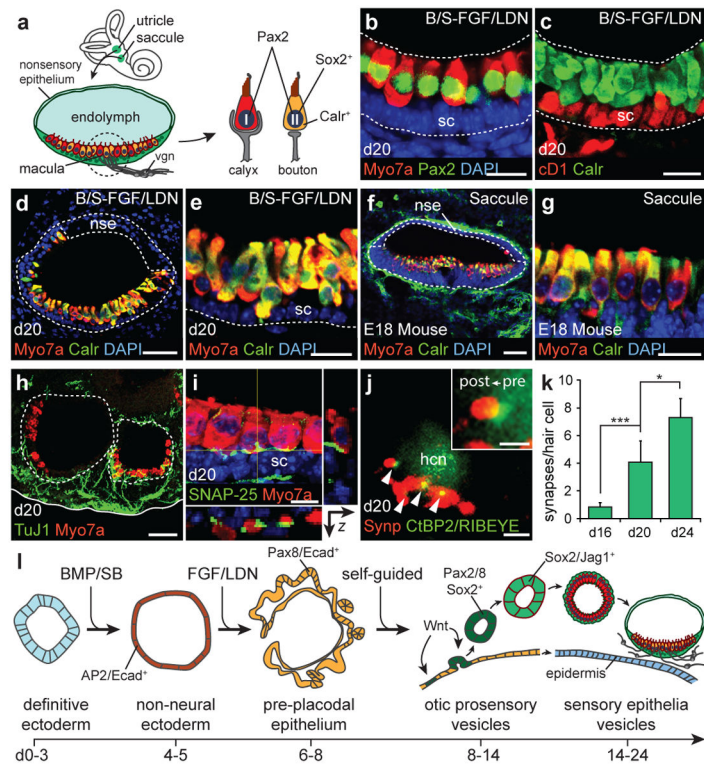 a
utricle
saccule
nonsensory
epithelium
endolymph
macula
vgn
Pax2
Sox2⁺
Calr⁺
I
II
calyx
bouton
b
B/S-FGF/LDN
sc
d20
Myo7a Pax2 DAPI
c
B/S-FGF/LDN
sc
d20
cD1 Calr
d
B/S-FGF/LDN
nse
d20
Myo7a Calr DAPI
e
B/S-FGF/LDN
sc
d20
Myo7a Calr DAPI
f
nse
Saccule
E18 Mouse
Myo7a Calr DAPI
g
Saccule
E18 Mouse
Myo7a Calr DAPI
h
d20
TuJ1 Myo7a
i
d20
sc
SNAP-25 Myo7a
z
j
post pre
hcn
d20
Synp CtBP2/RIBEYE
k
synapses/hair cell
10
8
6
4
2
0
***
*
d16 d20 d24
l
BMP/SB
FGF/LDN
Pax8/Ecad⁺
self-guided
Pax2/8
Sox2⁺
Sox2/Jag1⁺
Wnt
AP2/Ecad⁺
epidermis
definitive
ectoderm
non-neural
ectoderm
pre-placodal
epithelium
otic prosensory
vesicles
sensory epithelia
vesicles
d0-3 4-5 6-8 8-14 14-24